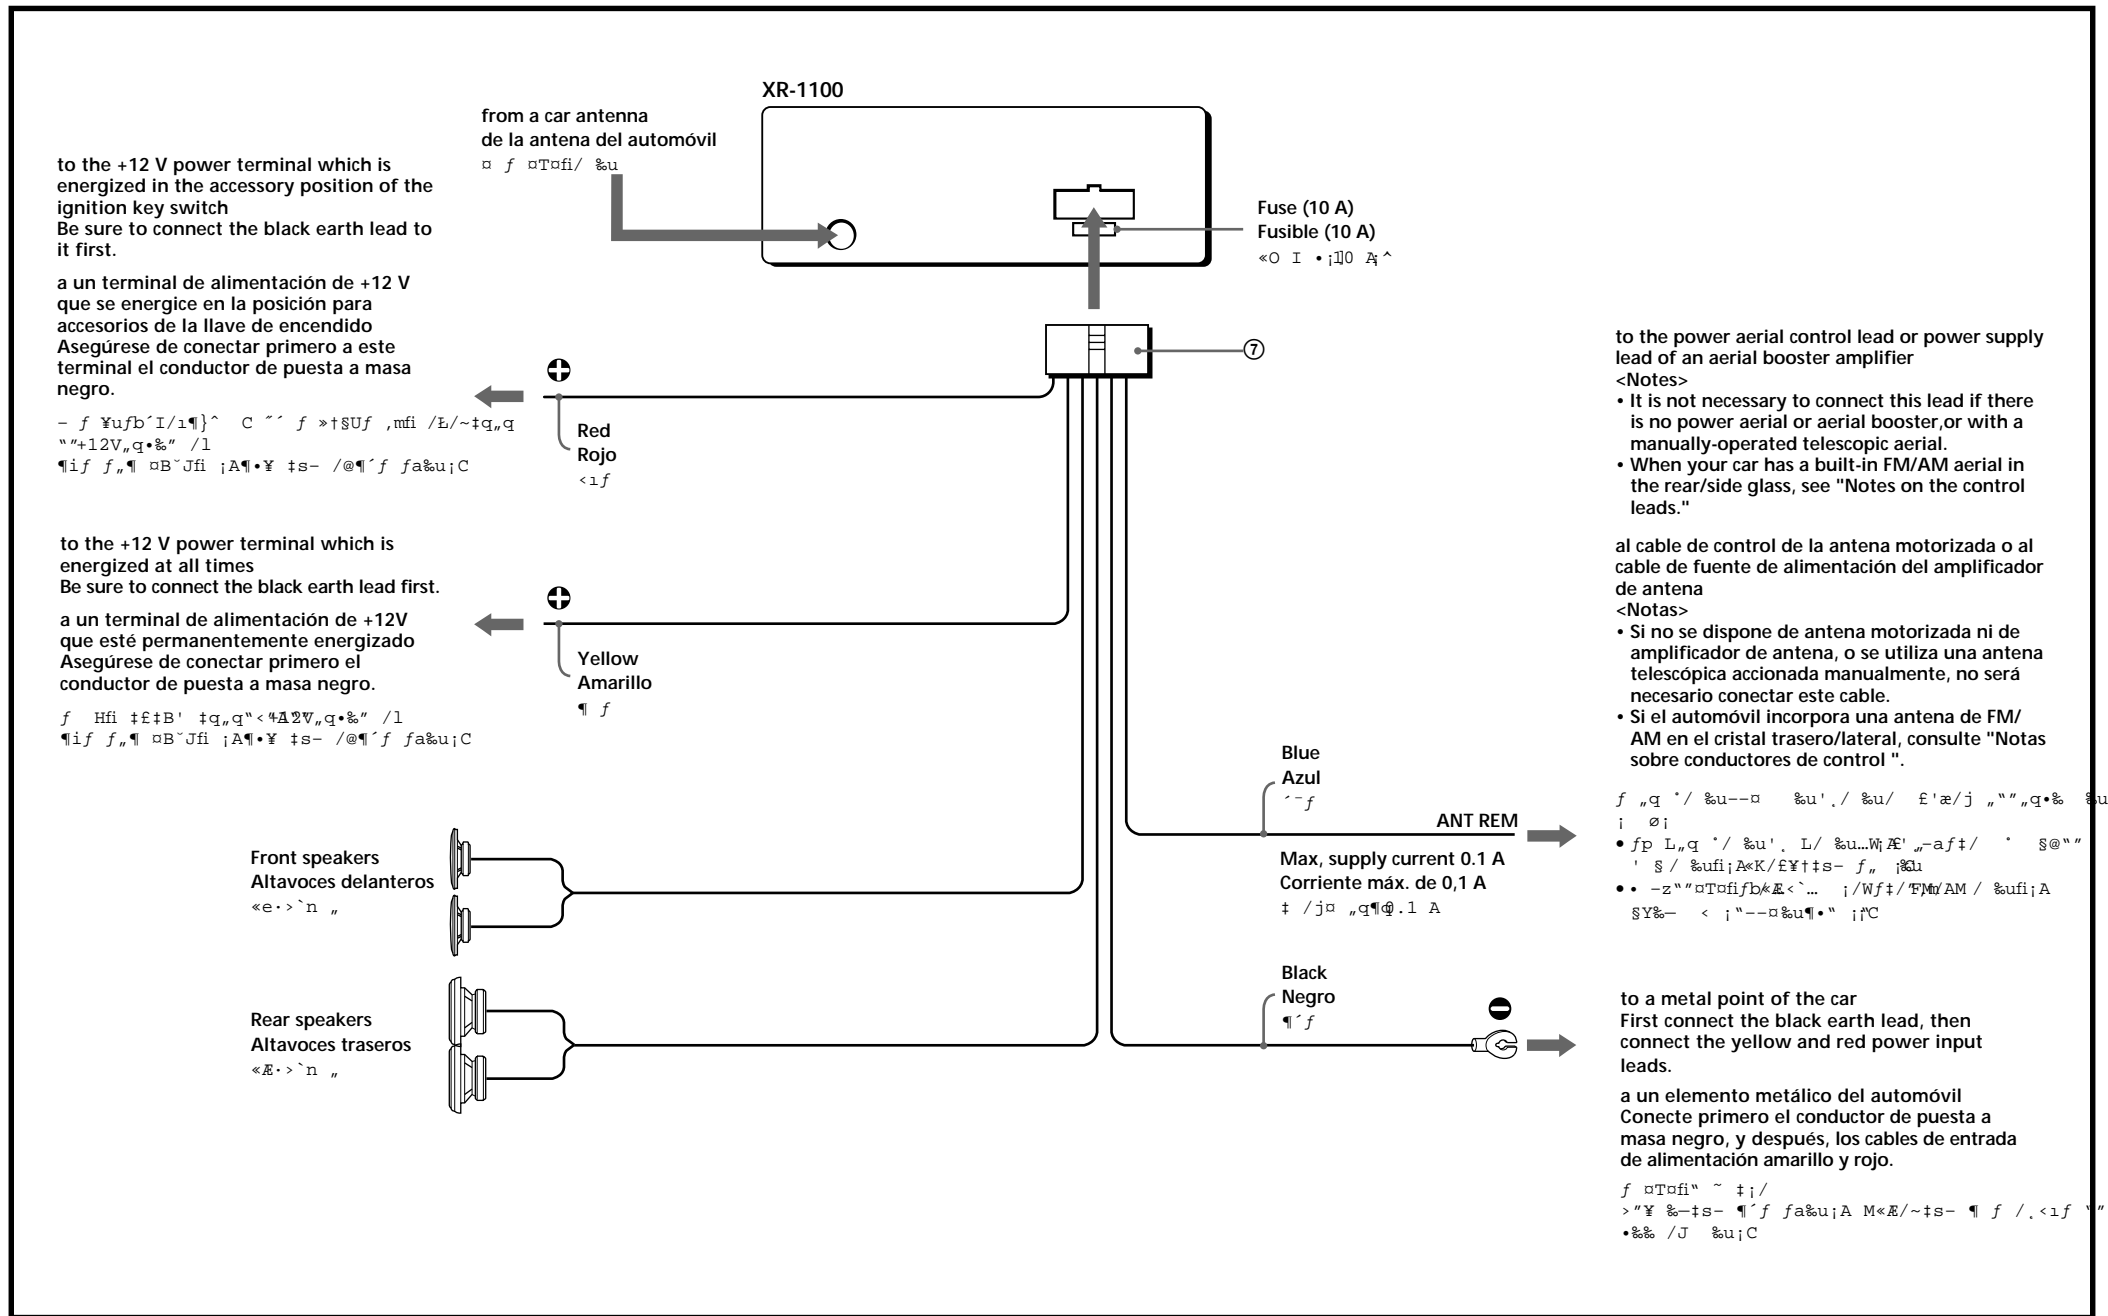 XR-1100
from a car antenna
de la antena del automóvil
to the +12 V power terminal which is
energized in the accessory position of the
ignition key switch
Be sure to connect the black earth lead to
it first.
a un terminal de alimentación de +12 V
que se energice en la posición para
accesorios de la llave de encendido
Asegúrese de conectar primero a este
terminal el conductor de puesta a masa
negro.
Fuse (10 A)
Fusible (10 A)
⑦
Red
Rojo
to the +12 V power terminal which is
energized at all times
Be sure to connect the black earth lead first.
a un terminal de alimentación de +12V
que esté permanentemente energizado
Asegúrese de conectar primero el
conductor de puesta a masa negro.
Yellow
Amarillo
Front speakers
Altavoces delanteros
Rear speakers
Altavoces traseros
Blue
Azul
ANT REM
Max, supply current 0.1 A
Corriente máx. de 0,1 A
Black
Negro
to the power aerial control lead or power supply
lead of an aerial booster amplifier
<Notes>
• It is not necessary to connect this lead if there
is no power aerial or aerial booster,or with a
manually-operated telescopic aerial.
• When your car has a built-in FM/AM aerial in
the rear/side glass, see "Notes on the control
leads."
al cable de control de la antena motorizada o al
cable de fuente de alimentación del amplificador
de antena
<Notas>
• Si no se dispone de antena motorizada ni de
amplificador de antena, o se utiliza una antena
telescópica accionada manualmente, no será
necesario conectar este cable.
• Si el automóvil incorpora una antena de FM/
AM en el cristal trasero/lateral, consulte "Notas
sobre conductores de control ".
to a metal point of the car
First connect the black earth lead, then
connect the yellow and red power input
leads.
a un elemento metálico del automóvil
Conecte primero el conductor de puesta a
masa negro, y después, los cables de entrada
de alimentación amarillo y rojo.